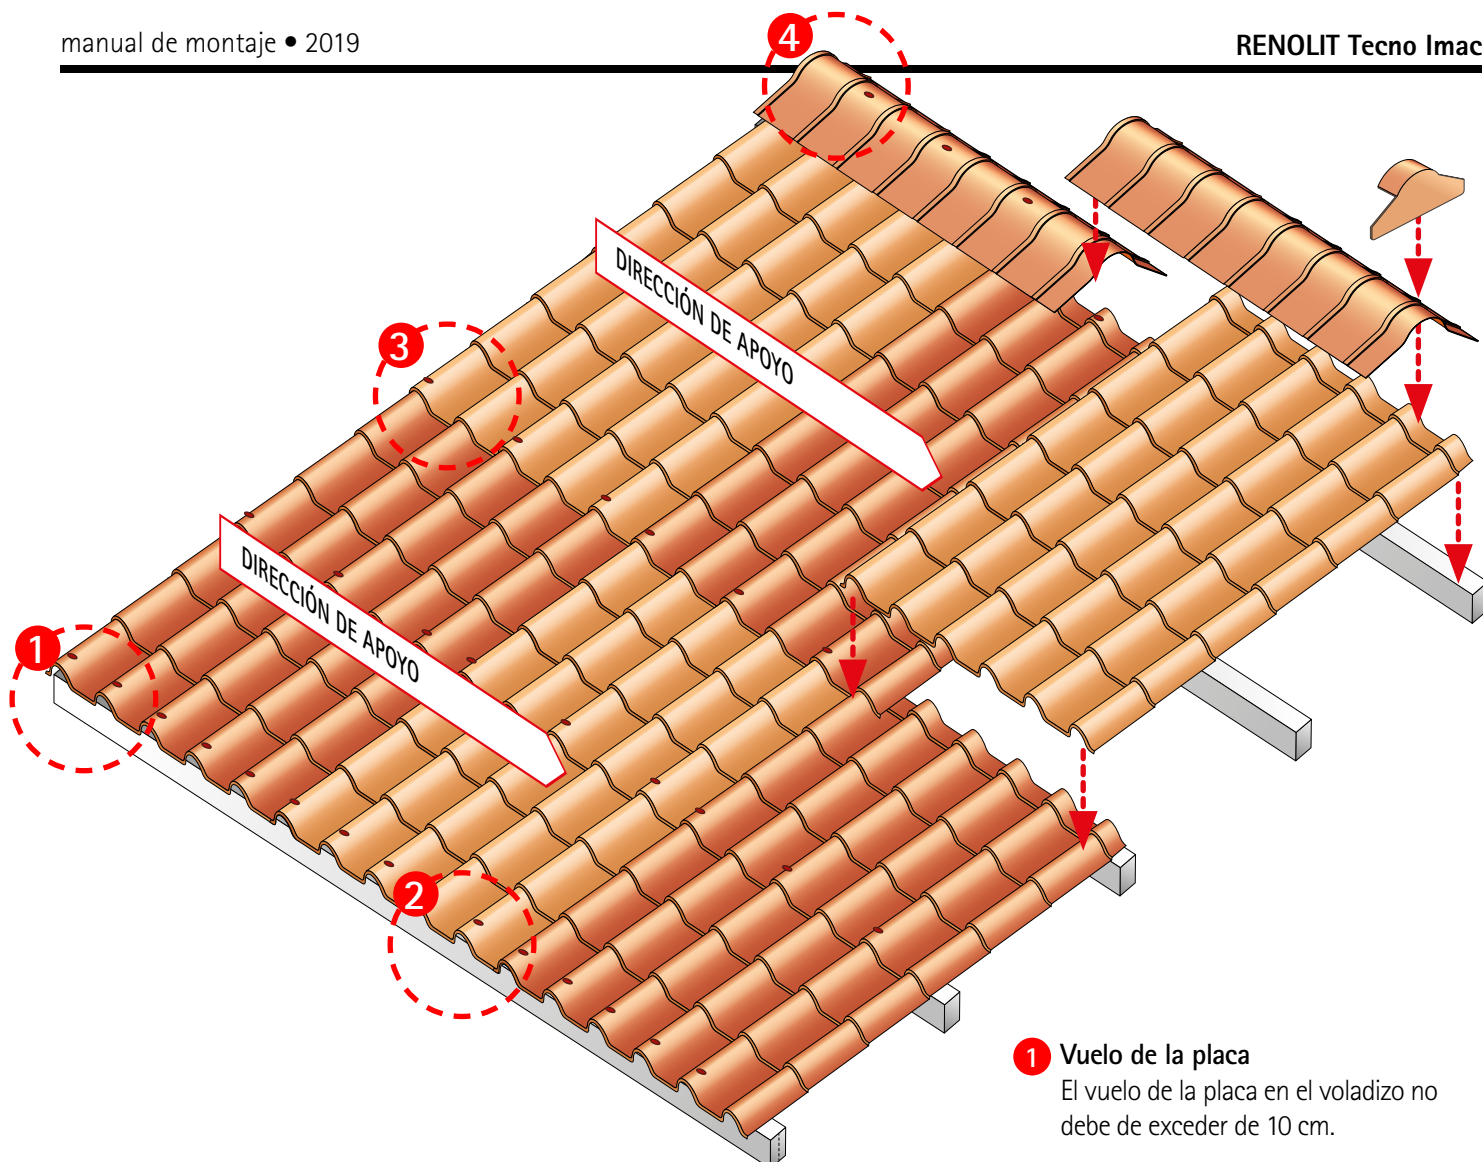 manual de montaje • 2019
RENOLIT Tecno Imac
4
3
DIRECCIÓN DE APOYO
1
DIRECCIÓN DE APOYO
2
1 Vuelo de la placa
El vuelo de la placa en el voladizo no
debe de exceder de 10 cm.